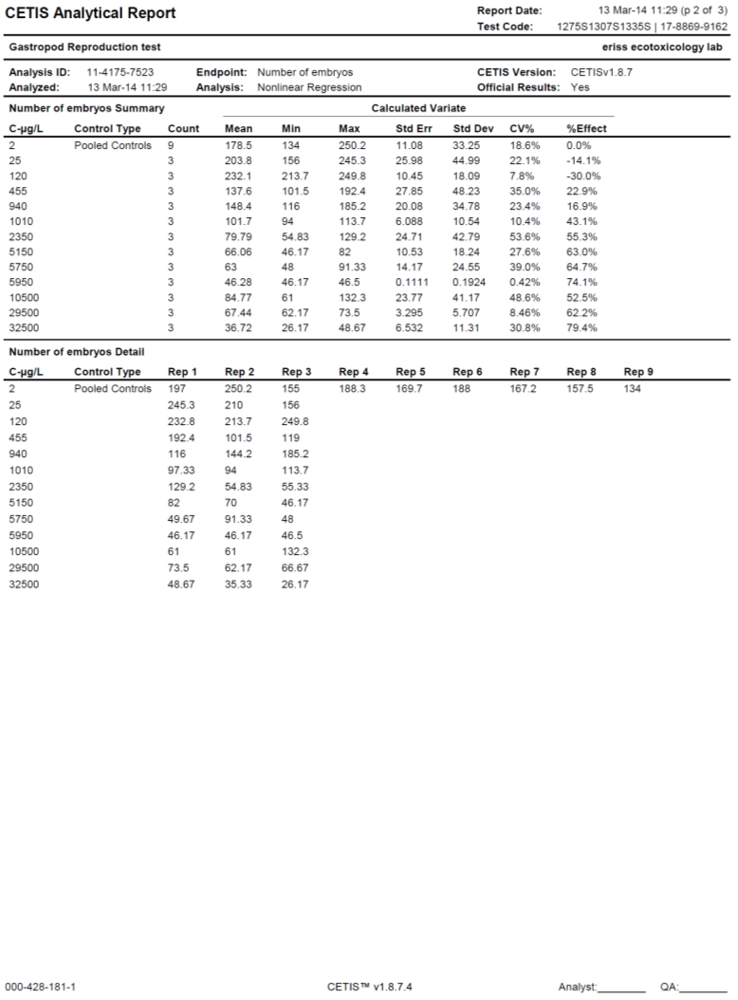 CETIS Analytical Report
Report Date: 13 Mar-14 11:29 (p 2 of 3)
Test Code: 1275S1307S1335S | 17-8869-9162
Gastropod Reproduction test eriss ecotoxicology lab
Analysis ID: 11-4175-7523 Endpoint: Number of embryos CETIS Version: CETISv1.8.7
Analyzed: 13 Mar-14 11:29 Analysis: Nonlinear Regression Official Results: Yes
Number of embryos Summary Calculated Variate
C-µg/L Control Type Count Mean Min Max Std Err Std Dev CV% %Effect
2 Pooled Controls 9 178.5 134 250.2 11.08 33.25 18.6% 0.0%
25 3 203.8 156 245.3 25.98 44.99 22.1% -14.1%
120 3 232.1 213.7 249.8 10.45 18.09 7.8% -30.0%
455 3 137.6 101.5 192.4 27.85 48.23 35.0% 22.9%
940 3 148.4 116 185.2 20.08 34.78 23.4% 16.9%
1010 3 101.7 94 113.7 6.088 10.54 10.4% 43.1%
2350 3 79.79 54.83 129.2 24.71 42.79 53.6% 55.3%
5150 3 66.06 46.17 82 10.53 18.24 27.6% 63.0%
5750 3 63 48 91.33 14.17 24.55 39.0% 64.7%
5950 3 46.28 46.17 46.5 0.1111 0.1924 0.42% 74.1%
10500 3 84.77 61 132.3 23.77 41.17 48.6% 52.5%
29500 3 67.44 62.17 73.5 3.295 5.707 8.46% 62.2%
32500 3 36.72 26.17 48.67 6.532 11.31 30.8% 79.4%
Number of embryos Detail
C-µg/L Control Type Rep 1 Rep 2 Rep 3 Rep 4 Rep 5 Rep 6 Rep 7 Rep 8 Rep 9
2 Pooled Controls 197 250.2 155 188.3 169.7 188 167.2 157.5 134
25 245.3 210 156
120 232.8 213.7 249.8
455 192.4 101.5 119
940 116 144.2 185.2
1010 97.33 94 113.7
2350 129.2 54.83 55.33
5150 82 70 46.17
5750 49.67 91.33 48
5950 46.17 46.17 46.5
10500 61 61 132.3
29500 73.5 62.17 66.67
32500 48.67 35.33 26.17
000-428-181-1 CETIS™ v1.8.7.4 Analyst:________ QA:________